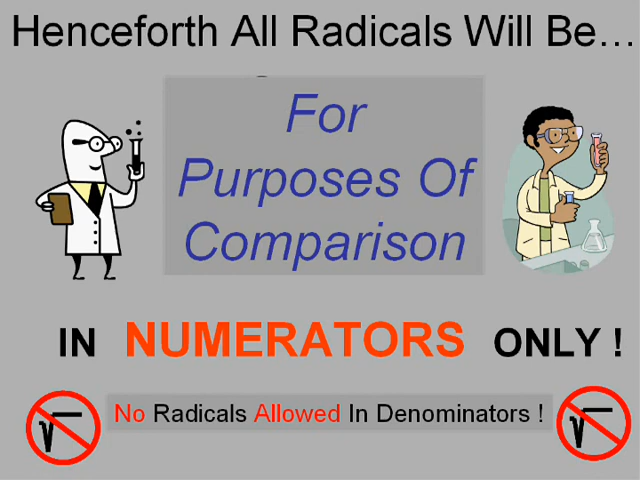 Henceforth All Radicals Will Be…
For
Purposes Of
Comparison
IN NUMERATORS ONLY !
No Radicals Allowed In Denominators !
√
√